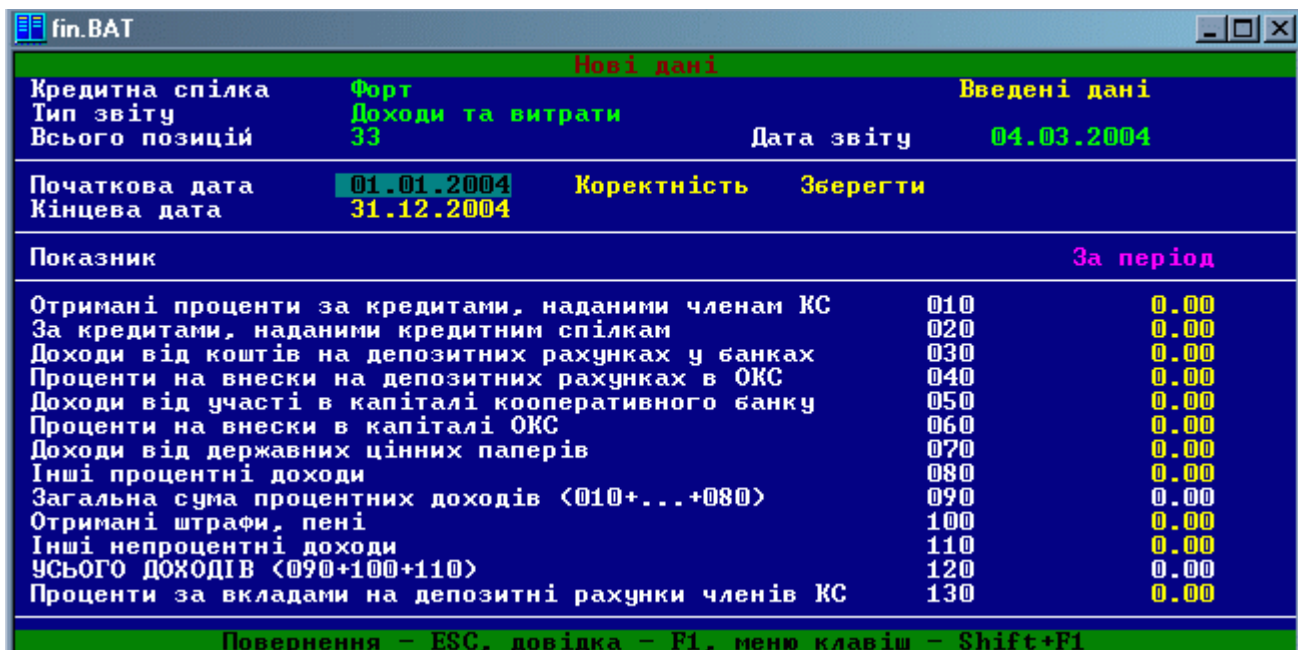 fin.BAT
Нові дані
Кредитна спілка Форт Введені дані
Тип звіту Доходи та витрати
Всього позицій 33 Дата звіту 04.03.2004
Початкова дата 01.01.2004 Коректність Зберегти
Кінцева дата 31.12.2004
Показник За період
Отримані проценти за кредитами, наданими членам КС 010 0.00
За кредитами, наданими кредитним спілкам 020 0.00
Доходи від коштів на депозитних рахунках у банках 030 0.00
Проценти на внески на депозитних рахунках в ОКС 040 0.00
Доходи від участі в капіталі кооперативного банку 050 0.00
Проценти на внески в капіталі ОКС 060 0.00
Доходи від державних цінних паперів 070 0.00
Інші процентні доходи 080 0.00
Загальна сума процентних доходів (010+...+080) 090 0.00
Отримані штрафи, пені 100 0.00
Інші непроцентні доходи 110 0.00
УСЬОГО ДОХОДІВ (090+100+110) 120 0.00
Проценти за вкладами на депозитні рахунки членів КС 130 0.00
Повернення - ESC, довідка - F1, меню клавіш - Shift+F1